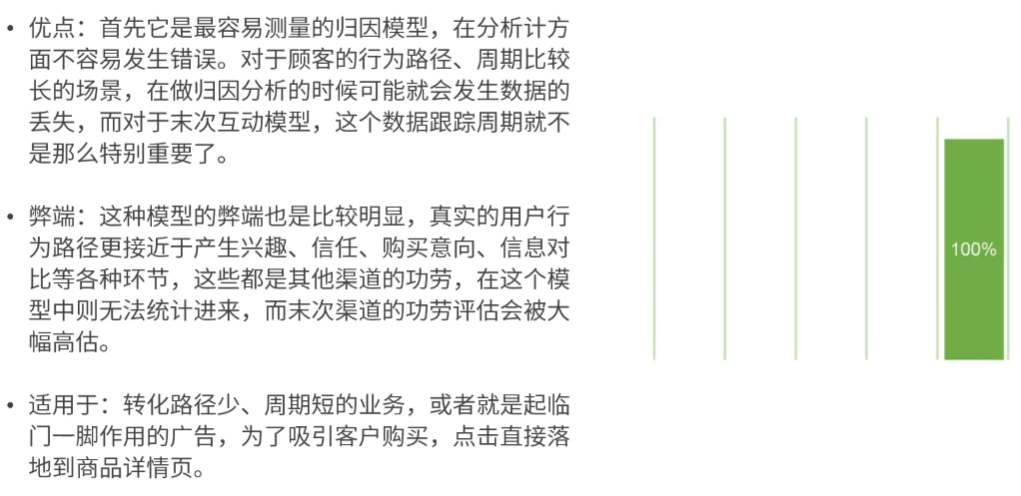 • 优点：首先它是最容易测量的归因模型，在分析计方
面不容易发生错误。对于顾客的行为路径、周期比较
长的场景，在做归因分析的时候可能就会发生数据的
丢失，而对于末次互动模型，这个数据跟踪周期就不
是那么特别重要了。
• 弊端：这种模型的弊端也是比较明显，真实的用户行
为路径更接近于产生兴趣、信任、购买意向、信息对
比等各种环节，这些都是其他渠道的功劳，在这个模
型中则无法统计进来，而末次渠道的功劳评估会被大
幅高估。
• 适用于：转化路径少、周期短的业务，或者就是起临
门一脚作用的广告，为了吸引客户购买，点击直接落
地到商品详情页。
100%